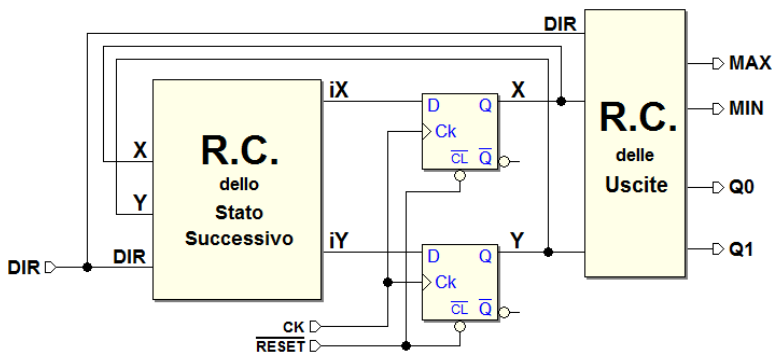 DIR
iX
X
D
Q
Ck
CL
Q
R.C.
dello
Stato
Successivo
X
Y
DIR
DIR
iY
Y
D
Q
Ck
CL
Q
CK
RESET
R.C.
delle
Uscite
MAX
MIN
Q0
Q1